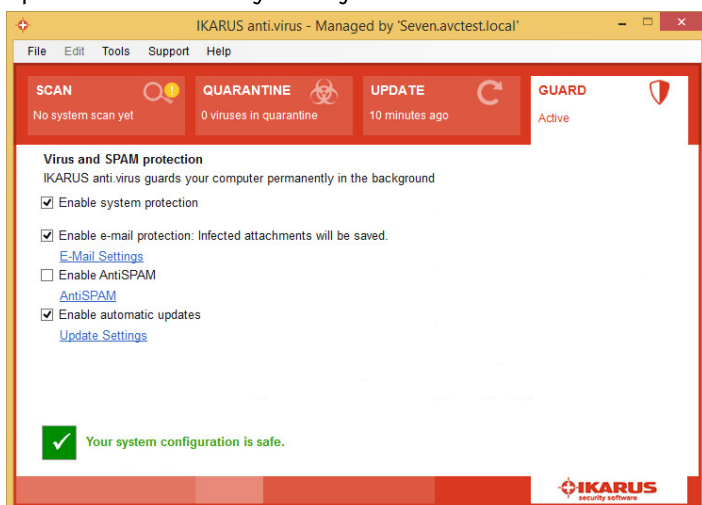 IKARUS anti.virus - Managed by 'Seven.avctest.local'
File Edit Tools Support Help
SCAN
No system scan yet
QUARANTINE
0 viruses in quarantine
UPDATE
10 minutes ago
GUARD
Active
Virus and SPAM protection
IKARUS anti.virus guards your computer permanently in the background
Enable system protection
Enable e-mail protection: Infected attachments will be saved.
E-Mail Settings
Enable AntiSPAM
AntiSPAM
Enable automatic updates
Update Settings
Your system configuration is safe.
IKARUS
security software